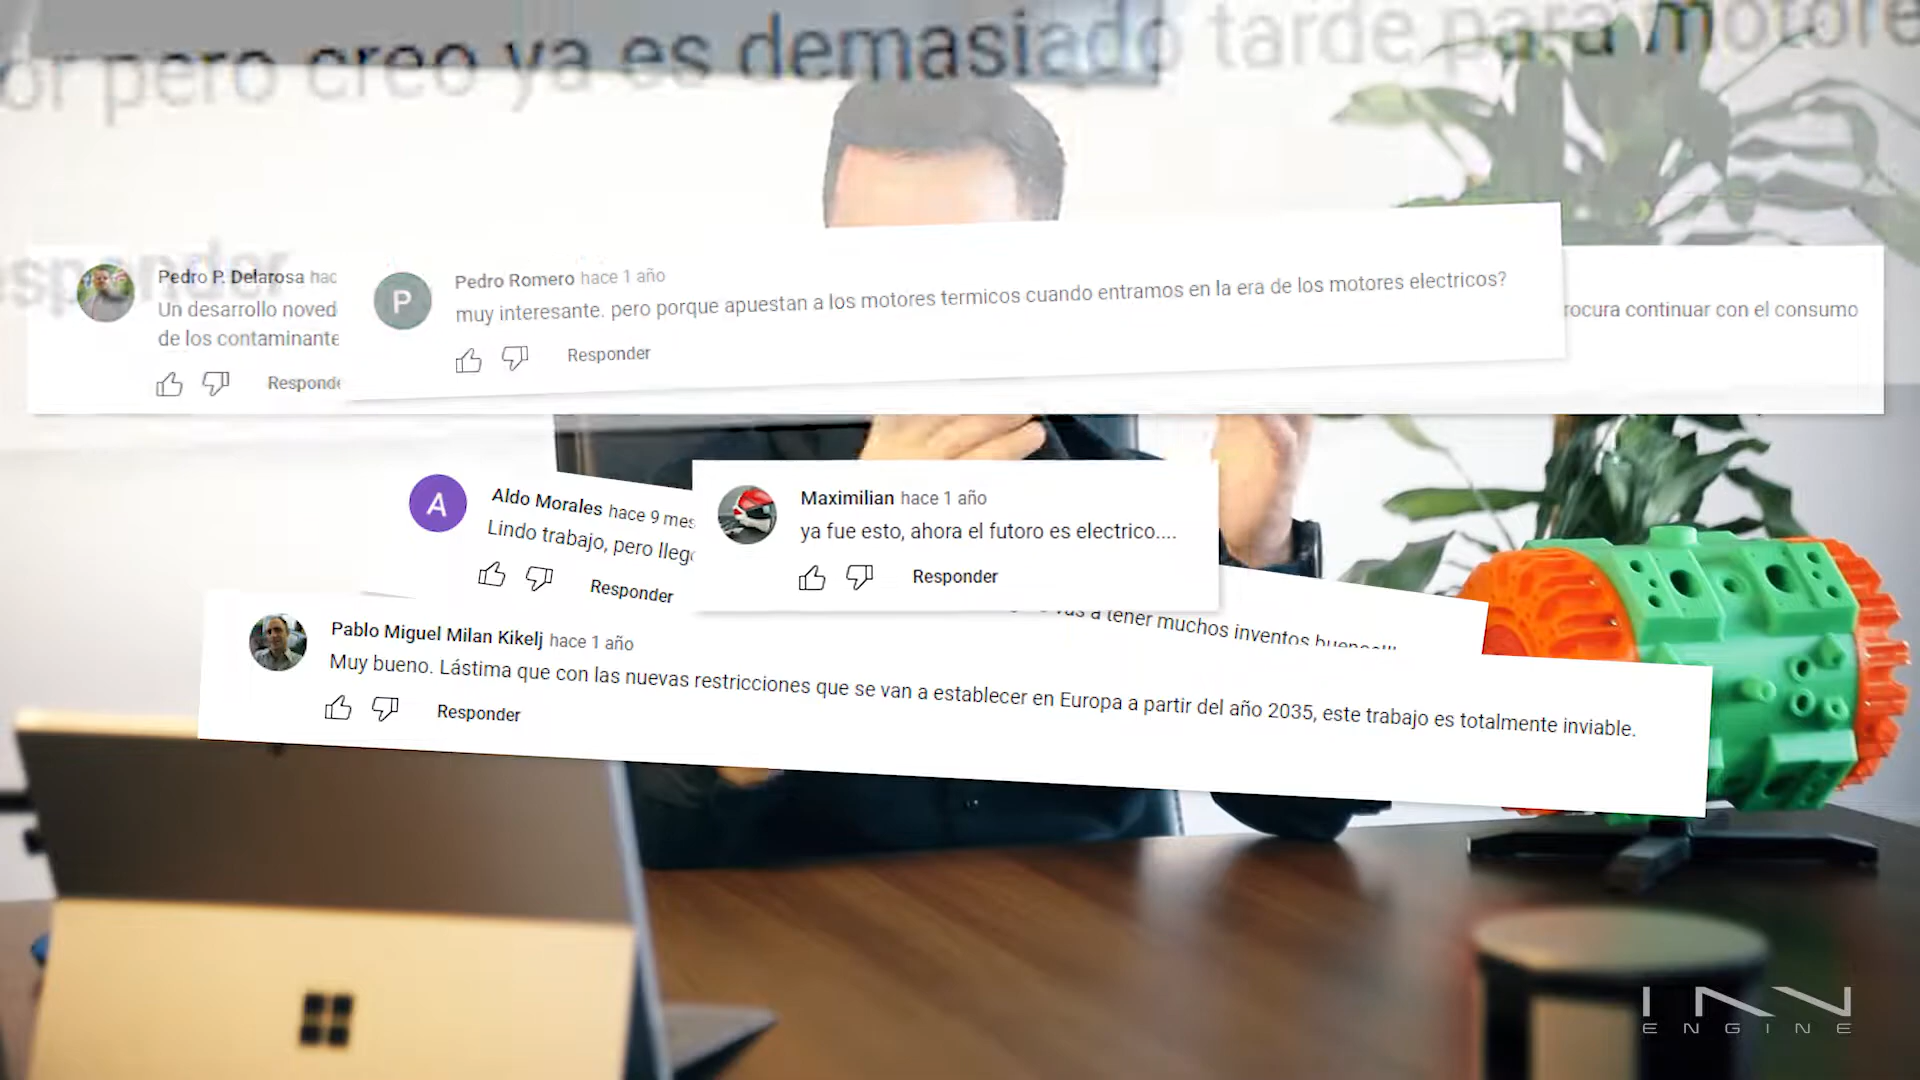 or pero creo ya es demasiado tarde para motore
Pedro P. Delarosa hac
Un desarrollo noved
de los contaminante
Responde
rocura continuar con el consumo
Pedro Romero hace 1 año
muy interesante. pero porque apuestan a los motores termicos cuando entramos en la era de los motores electricos?
Responder
Aldo Morales hace 9 mes
Lindo trabajo, pero lleg
Responder
a tener muchos inventos buenos!!!
Maximilian hace 1 año
ya fue esto, ahora el futoro es electrico....
Responder
Pablo Miguel Milan Kikelj hace 1 año
Muy bueno. Lástima que con las nuevas restricciones que se van a establecer en Europa a partir del año 2035, este trabajo es totalmente inviable.
Responder
INN
ENGINE